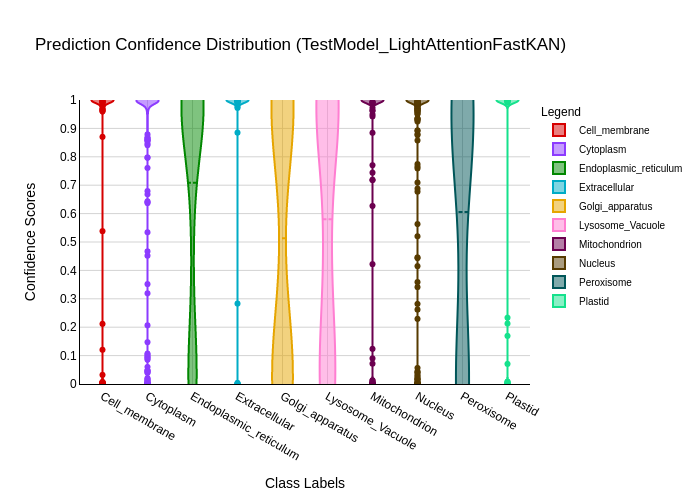 Prediction Confidence Distribution (TestModel_LightAttentionFastKAN)
Confidence Scores
1
0.9
0.8
0.7
0.6
0.5
0.4
0.3
0.2
0.1
0
Cell_membrane
Cytoplasm
Endoplasmic_reticulum
Extracellular
Golgi_apparatus
Lysosome_Vacuole
Mitochondrion
Nucleus
Peroxisome
Plastid
Class Labels
Legend
Cell_membrane
Cytoplasm
Endoplasmic_reticulum
Extracellular
Golgi_apparatus
Lysosome_Vacuole
Mitochondrion
Nucleus
Peroxisome
Plastid